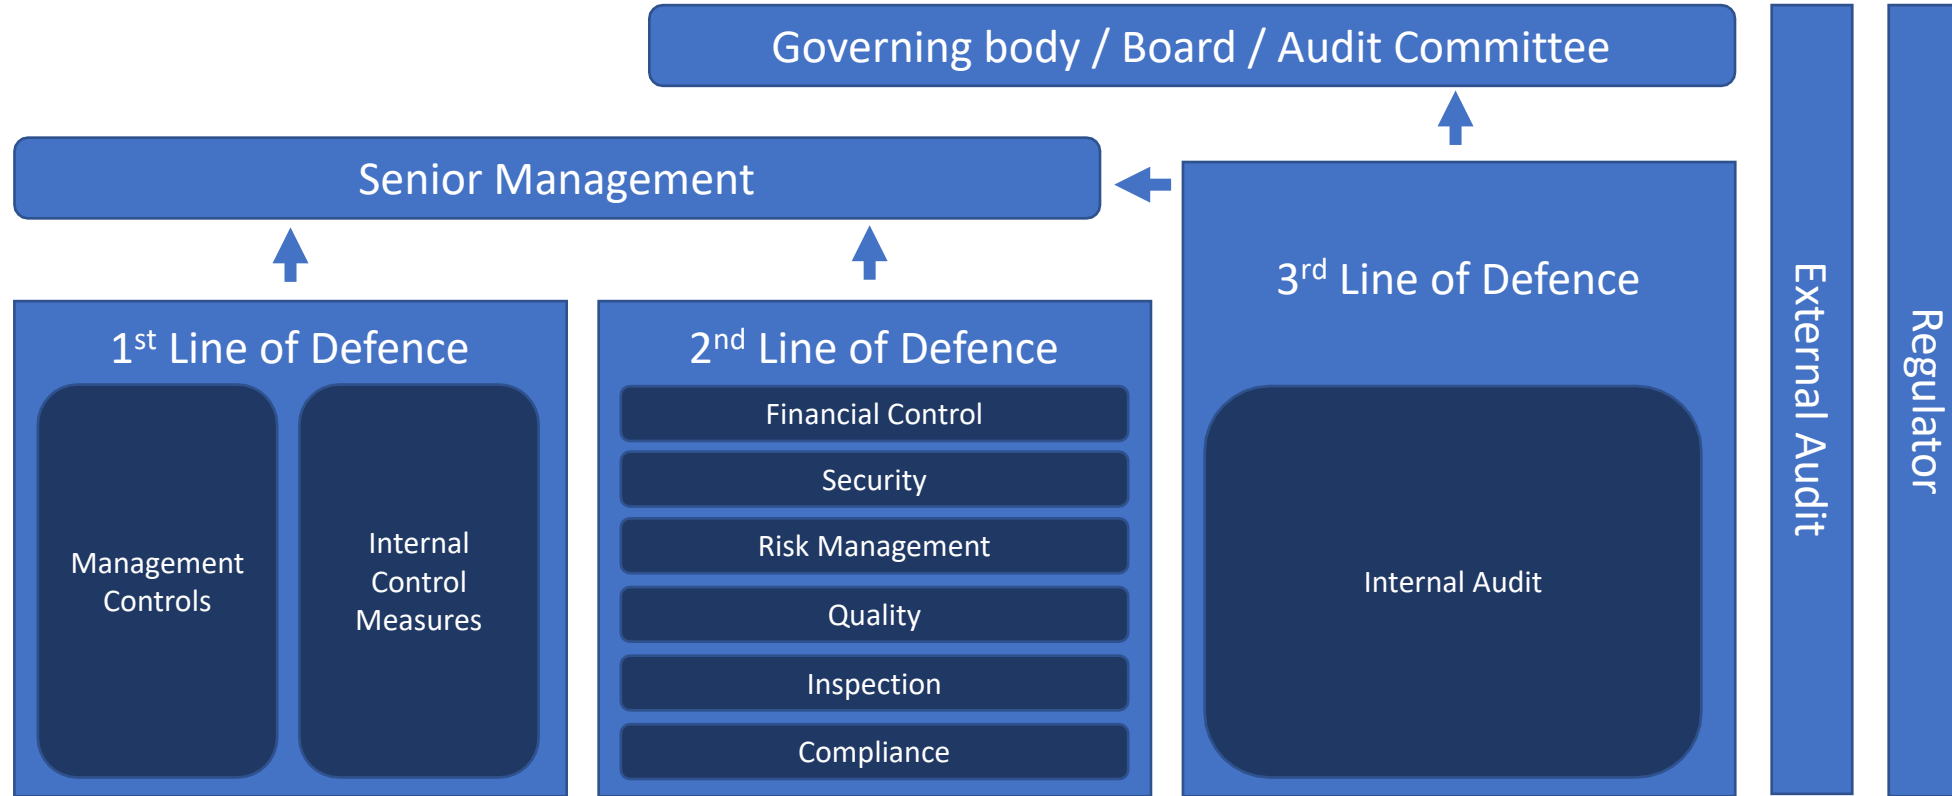 Governing body / Board / Audit Committee
Senior Management
1st Line of Defence
Management
Controls
Internal
Control
Measures
2nd Line of Defence
Financial Control
Security
Risk Management
Quality
Inspection
Compliance
3rd Line of Defence
Internal Audit
External Audit
Regulator